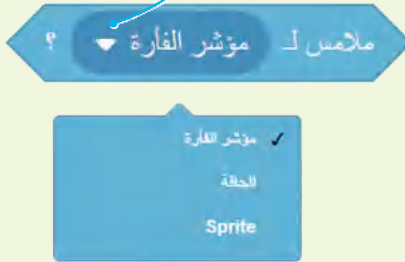 ملامس لـ مؤشر الفأرة ؟
✓ مؤشر الفأرة
الحافة
Sprite